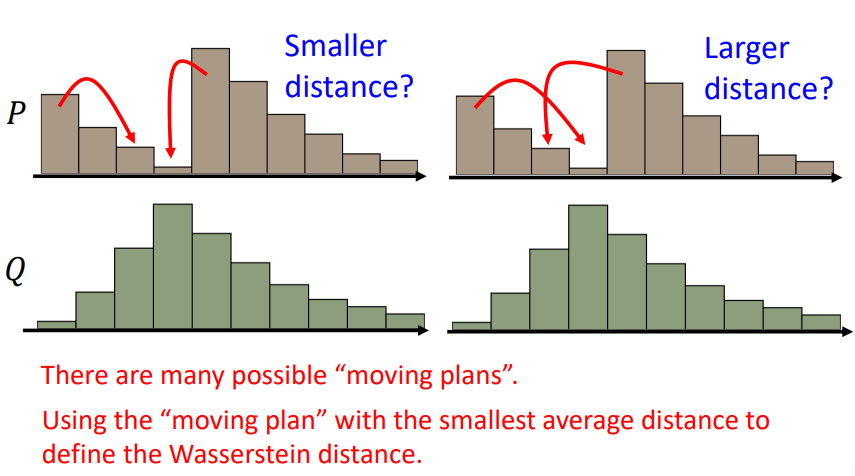 Smaller
distance?
Larger
distance?
P
Q
There are many possible “moving plans”.
Using the “moving plan” with the smallest average distance to
define the Wasserstein distance.